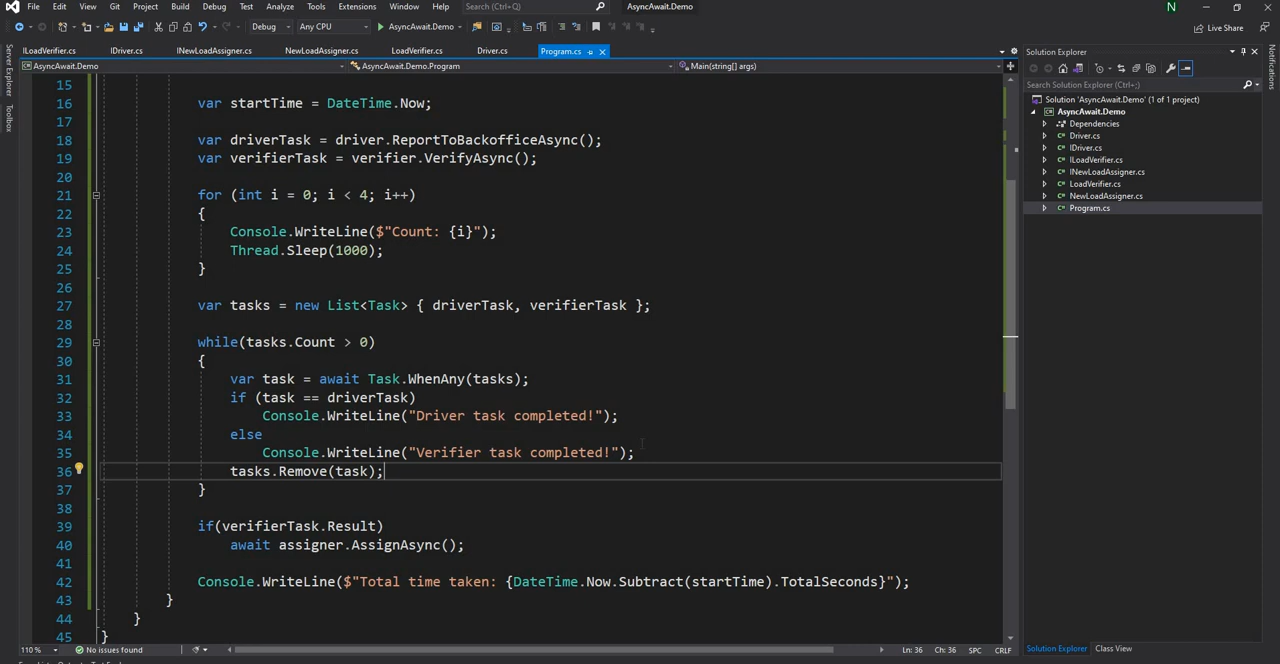 File Edit View Git Project Build Debug Test Analyze Tools Extensions Window Help Search (Ctrl+Q) AsyncAwait.Demo N
Debug Any CPU AsyncAwait.Demo Live Share
ILoadVerifier.cs IDriver.cs INewLoadAssigner.cs NewLoadAssigner.cs LoadVerifier.cs Driver.cs Program.cs
AsyncAwait.Demo AsyncAwait.Demo.Program Main(string[] args)
Server Explorer
Toolbox
15
16 var startTime = DateTime.Now;
17
18 var driverTask = driver.ReportToBackofficeAsync();
19 var verifierTask = verifier.VerifyAsync();
20
21 for (int i = 0; i < 4; i++)
22 {
23 Console.WriteLine($"Count: {i}");
24 Thread.Sleep(1000);
25 }
26
27 var tasks = new List<Task> { driverTask, verifierTask };
28
29 while(tasks.Count > 0)
30 {
31 var task = await Task.WhenAny(tasks);
32 if (task == driverTask)
33 Console.WriteLine("Driver task completed!");
34 else
35 Console.WriteLine("Verifier task completed!");
36 tasks.Remove(task);
37 }
38
39 if(verifierTask.Result)
40 await assigner.AssignAsync();
41
42 Console.WriteLine($"Total time taken: {DateTime.Now.Subtract(startTime).TotalSeconds}");
43 }
44 }
45 }
110 % No issues found Ln: 36 Ch: 36 SPC CRLF
Solution Explorer
Search Solution Explorer (Ctrl+;)
Solution 'AsyncAwait.Demo' (1 of 1 project)
AsyncAwait.Demo
Dependencies
Driver.cs
IDriver.cs
ILoadVerifier.cs
INewLoadAssigner.cs
LoadVerifier.cs
NewLoadAssigner.cs
Program.cs
Solution Explorer Class View
Notifications